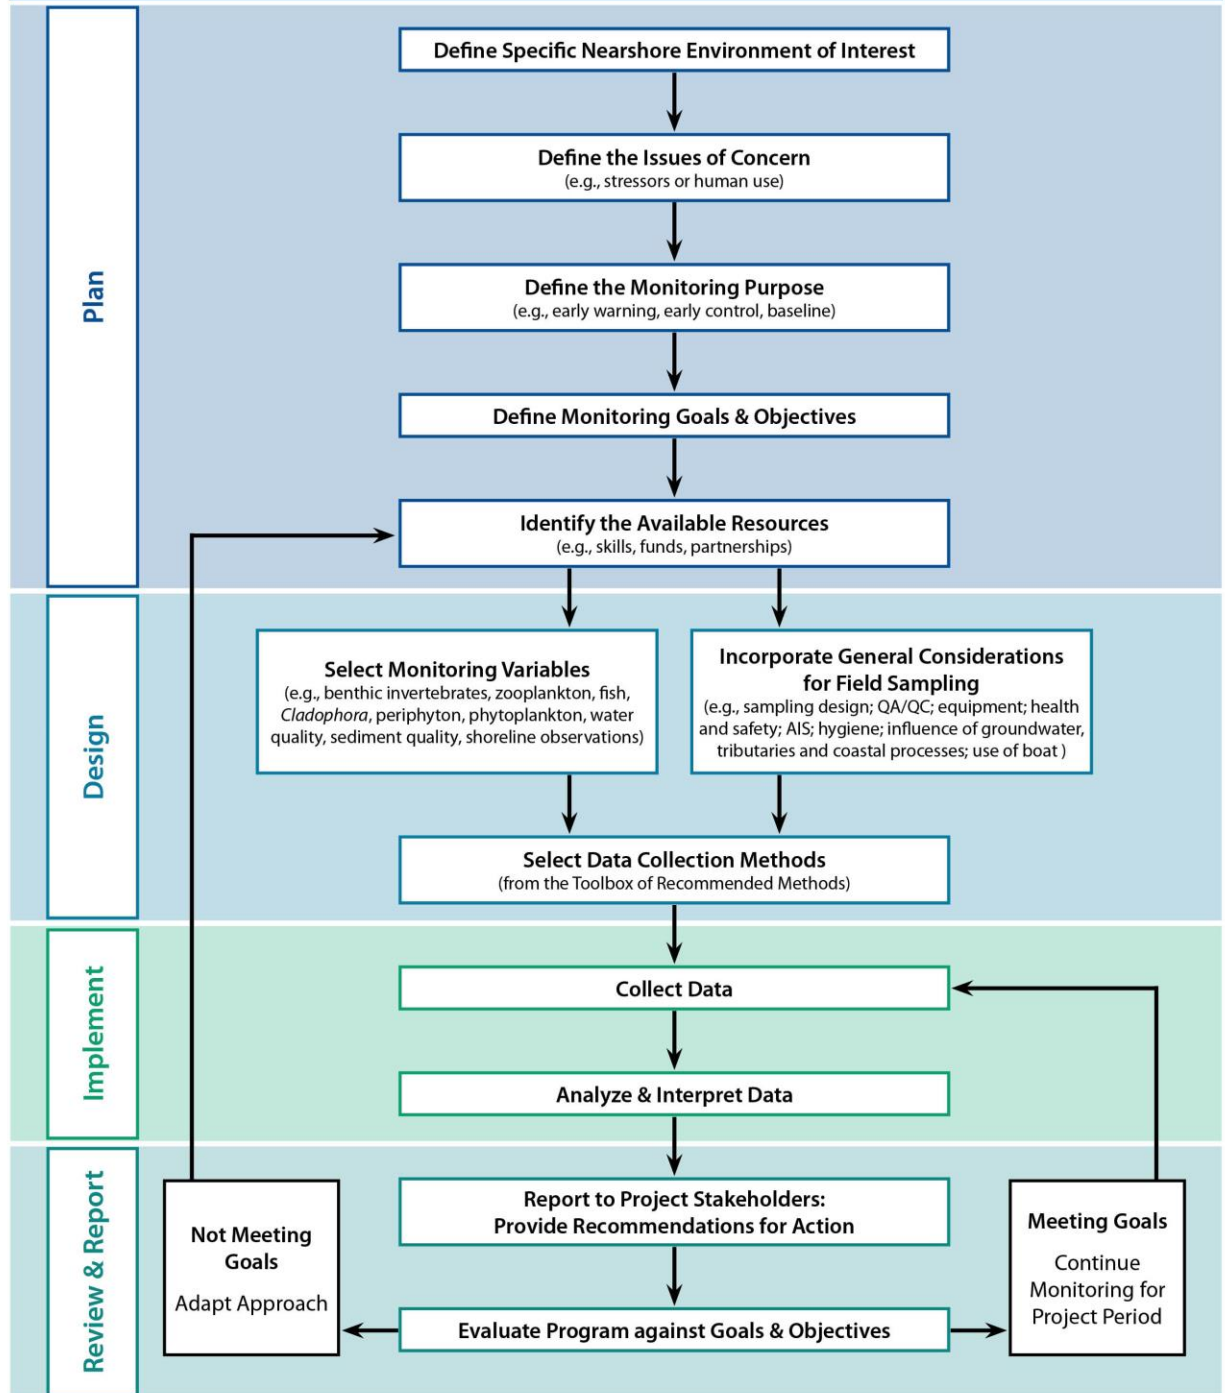 Plan
Define Specific Nearshore Environment of Interest
Define the Issues of Concern
(e.g., stressors or human use)
Define the Monitoring Purpose
(e.g., early warning, early control, baseline)
Define Monitoring Goals & Objectives
Identify the Available Resources
(e.g., skills, funds, partnerships)
Design
Select Monitoring Variables
(e.g., benthic invertebrates, zooplankton, fish,
Cladophora, periphyton, phytoplankton, water
quality, sediment quality, shoreline observations)
Incorporate General Considerations
for Field Sampling
(e.g., sampling design; QA/QC; equipment; health
and safety; AIS; hygiene; influence of groundwater,
tributaries and coastal processes; use of boat )
Select Data Collection Methods
(from the Toolbox of Recommended Methods)
Implement
Collect Data
Analyze & Interpret Data
Review & Report
Report to Project Stakeholders:
Provide Recommendations for Action
Evaluate Program against Goals & Objectives
Not Meeting
Goals
Adapt Approach
Meeting Goals
Continue
Monitoring for
Project Period